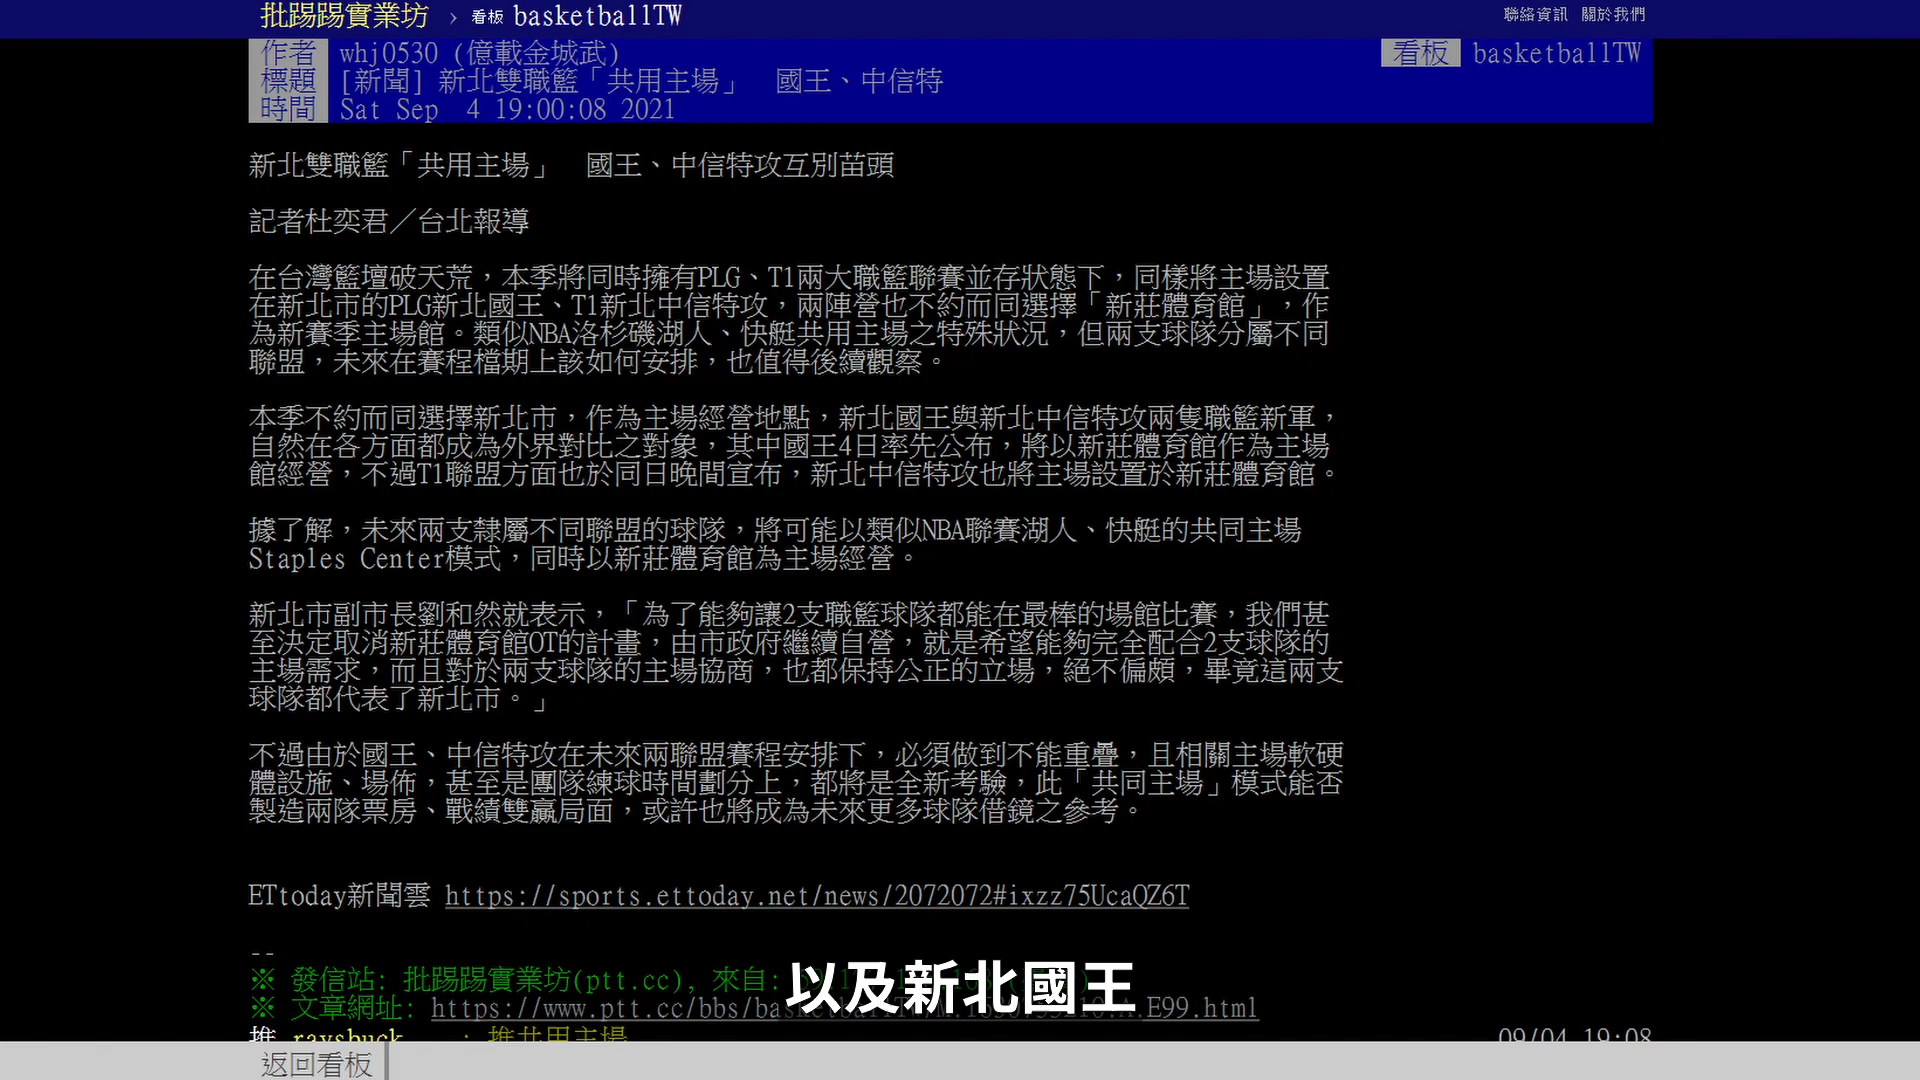 批踢踢實業坊 › 看板 basketballTW 聯絡資訊 關於我們
作者 whj0530 (億載金城武) 看板 basketballTW
標題 [新聞] 新北雙職籃「共用主場」　國王、中信特
時間 Sat Sep  4 19:00:08 2021
新北雙職籃「共用主場」　國王、中信特攻互別苗頭
記者杜奕君／台北報導
在台灣籃壇破天荒，本季將同時擁有PLG、T1兩大職籃聯賽並存狀態下，同樣將主場設置
在新北市的PLG新北國王、T1新北中信特攻，兩陣營也不約而同選擇「新莊體育館」，作
為新賽季主場館。類似NBA洛杉磯湖人、快艇共用主場之特殊狀況，但兩支球隊分屬不同
聯盟，未來在賽程檔期上該如何安排，也值得後續觀察。
本季不約而同選擇新北市，作為主場經營地點，新北國王與新北中信特攻兩隻職籃新軍，
自然在各方面都成為外界對比之對象，其中國王4日率先公布，將以新莊體育館作為主場
館經營，不過T1聯盟方面也於同日晚間宣布，新北中信特攻也將主場設置於新莊體育館。
據了解，未來兩支隸屬不同聯盟的球隊，將可能以類似NBA聯賽湖人、快艇的共同主場
Staples Center模式，同時以新莊體育館為主場經營。
新北市副市長劉和然就表示，「為了能夠讓2支職籃球隊都能在最棒的場館比賽，我們甚
至決定取消新莊體育館OT的計畫，由市政府繼續自營，就是希望能夠完全配合2支球隊的
主場需求，而且對於兩支球隊的主場協商，也都保持公正的立場，絕不偏頗，畢竟這兩支
球隊都代表了新北市。」
不過由於國王、中信特攻在未來兩聯盟賽程安排下，必須做到不能重疊，且相關主場軟硬
體設施、場佈，甚至是團隊練球時間劃分上，都將是全新考驗，此「共同主場」模式能否
製造兩隊票房、戰績雙贏局面，或許也將成為未來更多球隊借鏡之參考。
ETtoday新聞雲 https://sports.ettoday.net/news/2072072#ixzz75UcaQZ6T
--
※ 發信站: 批踢踢實業坊(ptt.cc), 來自:
以及新北國王
※ 文章網址: https://www.ptt.cc/bbs/ba E99.html
推 raysbuck : 推共用主場 09/04 19:08
返回看板